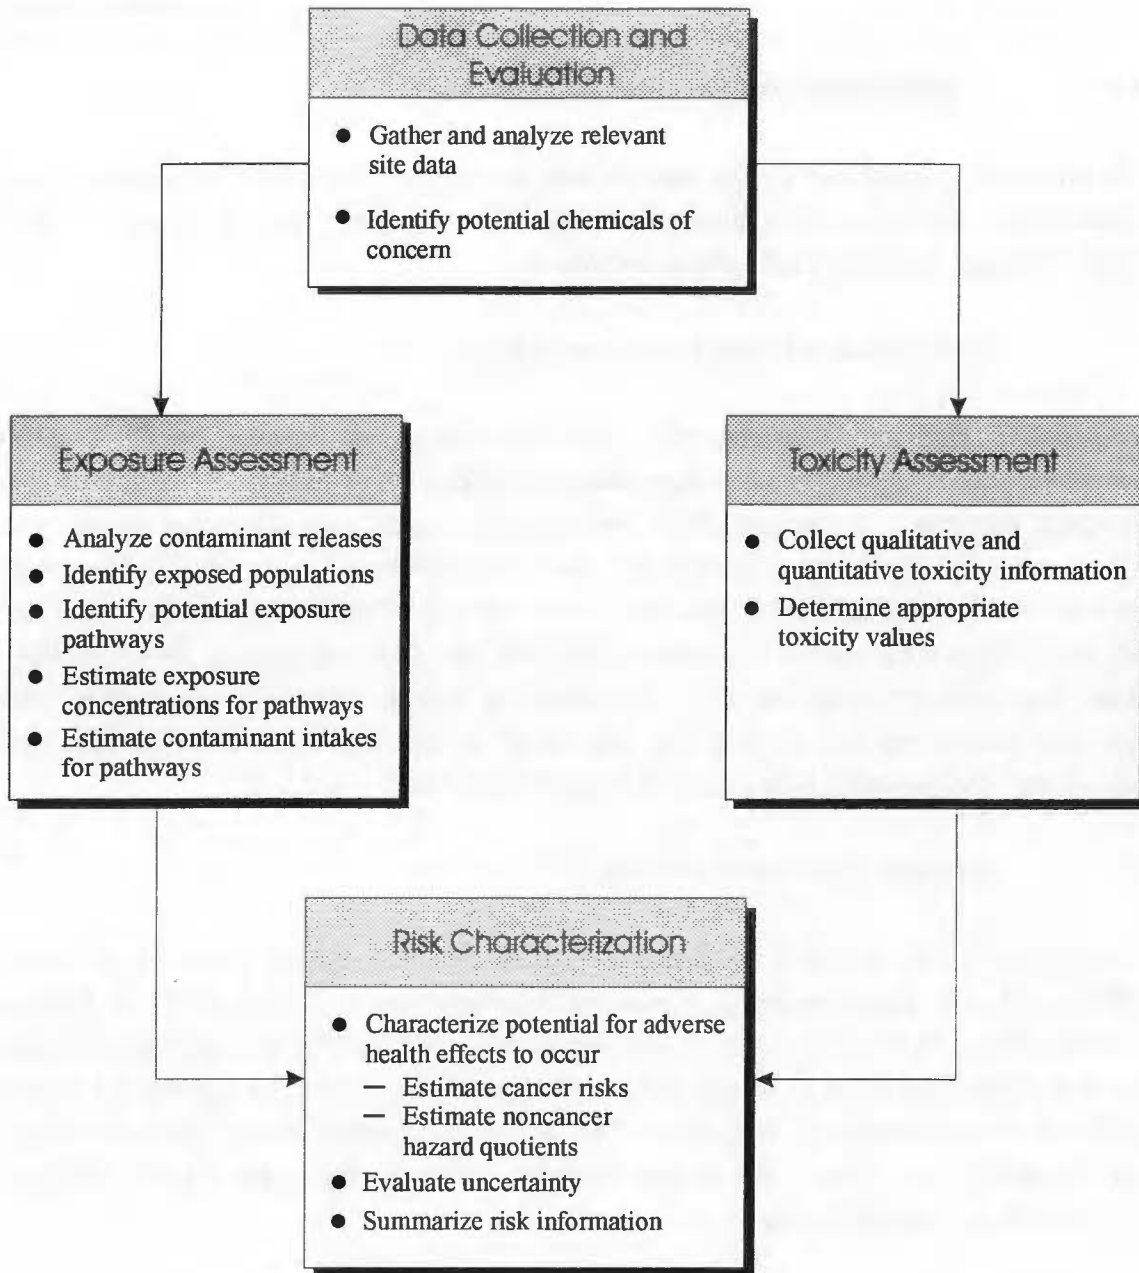 Data Collection and
Evaluation
● Gather and analyze relevant
site data
● Identify potential chemicals of
concern
Exposure Assessment
● Analyze contaminant releases
● Identify exposed populations
● Identify potential exposure
pathways
● Estimate exposure
concentrations for pathways
● Estimate contaminant intakes
for pathways
Toxicity Assessment
● Collect qualitative and
quantitative toxicity information
● Determine appropriate
toxicity values
Risk Characterization
● Characterize potential for adverse
health effects to occur
— Estimate cancer risks
— Estimate noncancer
hazard quotients
● Evaluate uncertainty
● Summarize risk information